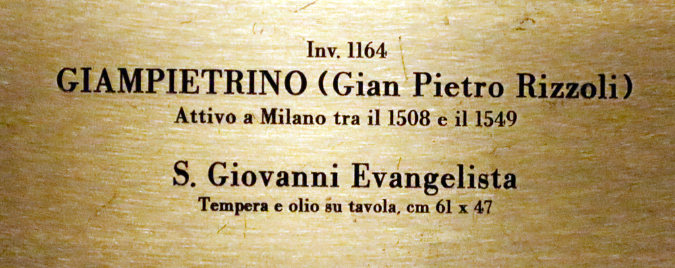 Inv. 1164
GIAMPIETRINO (Gian Pietro Rizzoli)
Attivo a Milano tra il 1508 e il 1549
S. Giovanni Evangelista
Tempera e olio su tavola, cm 61 x 47